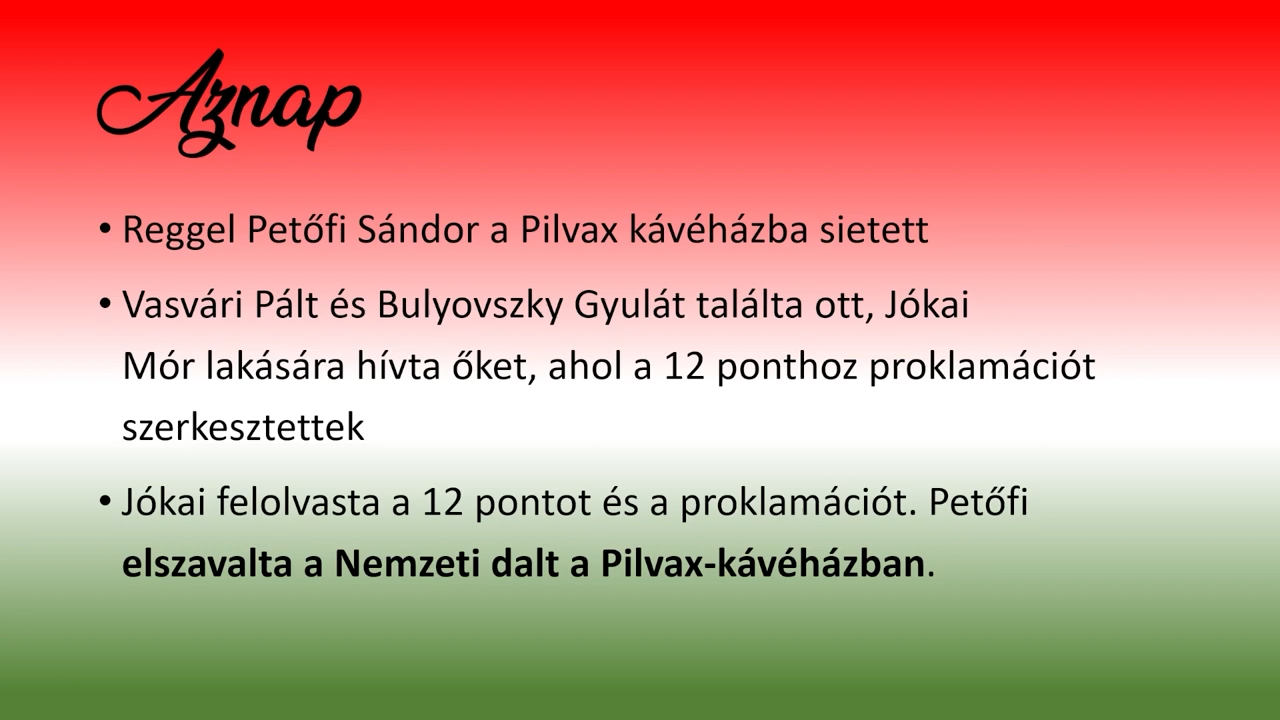 Aznap
• Reggel Petőfi Sándor a Pilvax kávéházba sietett
• Vasvári Pált és Bulyovszky Gyulát találta ott, Jókai
Mór lakására hívta őket, ahol a 12 ponthoz proklamációt
szerkesztettek
• Jókai felolvasta a 12 pontot és a proklamációt. Petőfi
elszavalta a Nemzeti dalt a Pilvax-kávéházban.